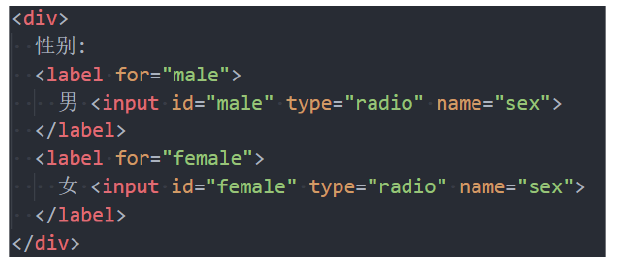 <div>
性别:
<label for="male">
男 <input id="male" type="radio" name="sex">
</label>
<label for="female">
女 <input id="female" type="radio" name="sex">
</label>
</div>